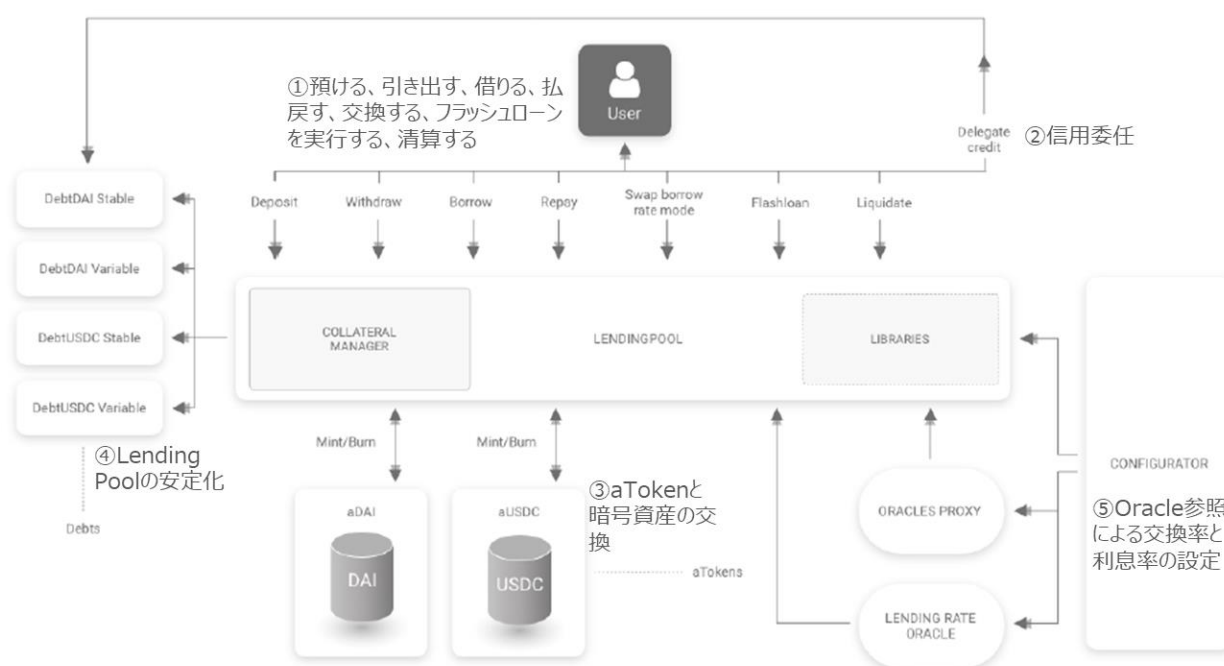 ①預ける、引き出す、借りる、払
戻す、交換する、フラッシュローン
を実行する、清算する
User
Delegate
credit
②信用委任
DebtDAI Stable
DebtDAI Variable
DebtUSDC Stable
DebtUSDC Variable
Deposit
Withdraw
Borrow
Repay
Swap borrow
rate mode
Flashloan
Liquidate
COLLATERAL
MANAGER
LENDINGPOOL
LIBRARIES
④Lending
Poolの安定化
Debts
Mint/Burn
Mint/Burn
aDAI
DAI
aUSDC
USDC
③aTokenと
暗号資産の交
換
aTokens
ORACLES PROXY
LENDING RATE
ORACLE
CONFIGURATOR
⑤Oracle参照
による交換率と
利息率の設定